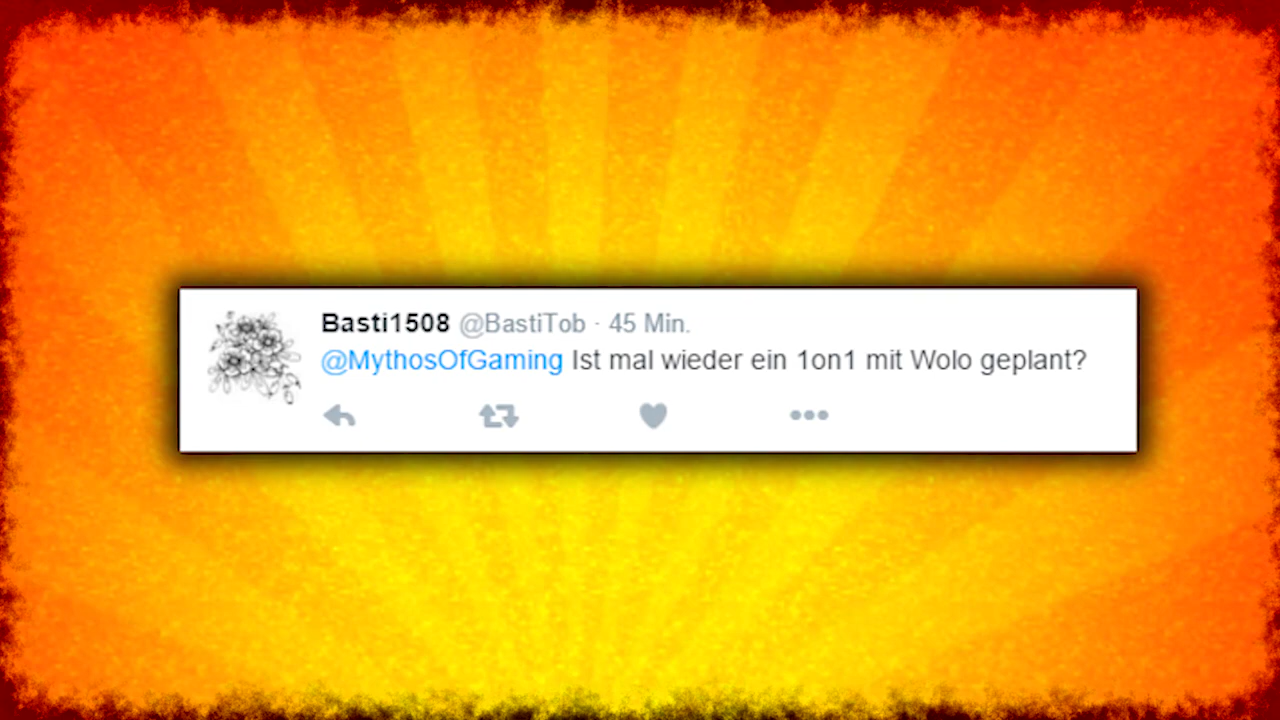 Basti1508 @BastiTob · 45 Min.
@MythosOfGaming Ist mal wieder ein 1on1 mit Wolo geplant?